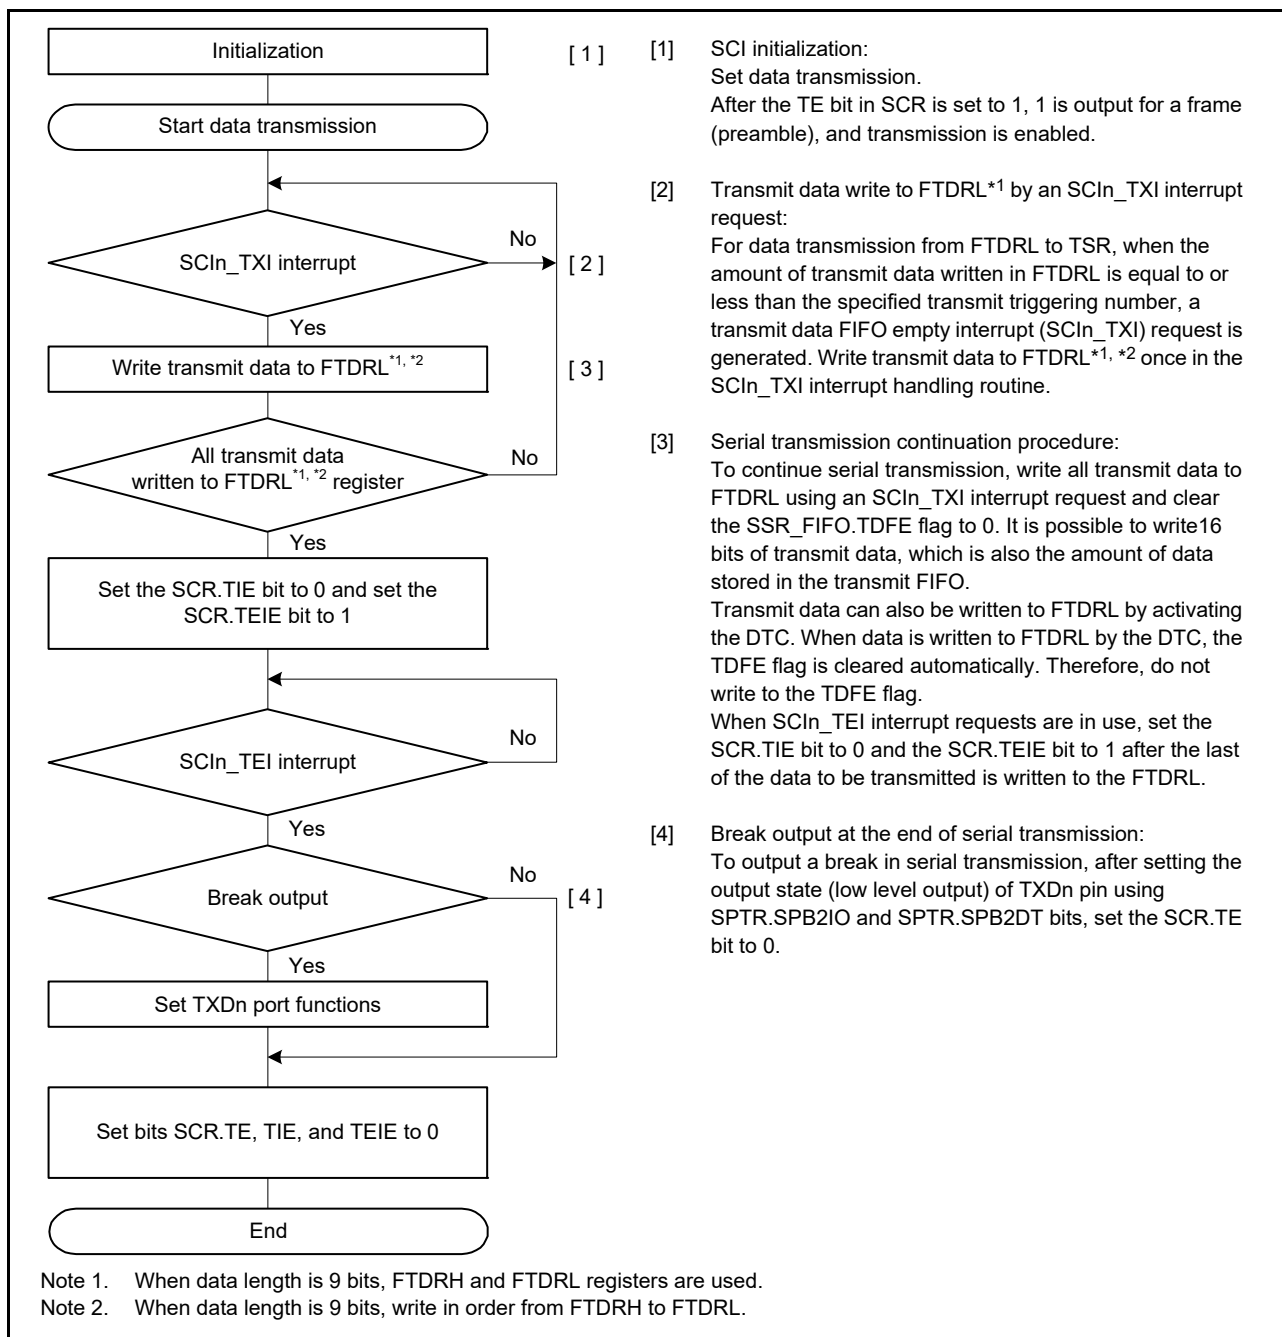 Initialization
[ 1 ]
Start data transmission
SCIn_TXI interrupt
No
[ 2 ]
Yes
Write transmit data to FTDRL*1, *2
[ 3 ]
All transmit data
written to FTDRL*1, *2 register
No
Yes
Set the SCR.TIE bit to 0 and set the
SCR.TEIE bit to 1
SCIn_TEI interrupt
No
Yes
Break output
No
[ 4 ]
Yes
Set TXDn port functions
Set bits SCR.TE, TIE, and TEIE to 0
End
[1] SCI initialization:
Set data transmission.
After the TE bit in SCR is set to 1, 1 is output for a frame
(preamble), and transmission is enabled.
[2] Transmit data write to FTDRL*1 by an SCIn_TXI interrupt
request:
For data transmission from FTDRL to TSR, when the
amount of transmit data written in FTDRL is equal to or
less than the specified transmit triggering number, a
transmit data FIFO empty interrupt (SCIn_TXI) request is
generated. Write transmit data to FTDRL*1, *2 once in the
SCIn_TXI interrupt handling routine.
[3] Serial transmission continuation procedure:
To continue serial transmission, write all transmit data to
FTDRL using an SCIn_TXI interrupt request and clear
the SSR_FIFO.TDFE flag to 0. It is possible to write16
bits of transmit data, which is also the amount of data
stored in the transmit FIFO.
Transmit data can also be written to FTDRL by activating
the DTC. When data is written to FTDRL by the DTC, the
TDFE flag is cleared automatically. Therefore, do not
write to the TDFE flag.
When SCIn_TEI interrupt requests are in use, set the
SCR.TIE bit to 0 and the SCR.TEIE bit to 1 after the last
of the data to be transmitted is written to the FTDRL.
[4] Break output at the end of serial transmission:
To output a break in serial transmission, after setting the
output state (low level output) of TXDn pin using
SPTR.SPB2IO and SPTR.SPB2DT bits, set the SCR.TE
bit to 0.
Note 1. When data length is 9 bits, FTDRH and FTDRL registers are used.
Note 2. When data length is 9 bits, write in order from FTDRH to FTDRL.